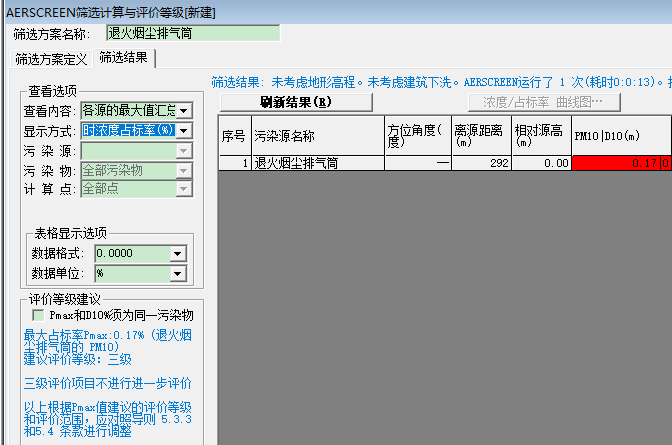 AERSCREEN筛选计算与评价等级[新建]
筛选方案名称: 退火烟尘排气筒
筛选方案定义 筛选结果
查看选项
查看内容: 各源的最大值汇总
显示方式: 时浓度占标率(%)
污 染 源:
污 染 物: 全部污染物
计 算 点: 全部点
表格显示选项
数据格式: 0.0000
数据单位: %
评价等级建议
Pmax和D10%须为同一污染物
最大占标率Pmax:0.17% (退火烟
尘排气筒的 PM10)
建议评价等级: 三级
三级评价项目不进行进一步评价
以上根据Pmax值建议的评价等级
和评价范围，应对照导则 5.3.3
和5.4 条款进行调整
筛选结果: 未考虑地形高程。未考虑建筑下洗。AERSCREEN运行了 1 次(耗时0:0:13)。
刷新结果(R) 浓度/占标率 曲线图…
序号 污染源名称 方位角度(度) 离源距离(m) 相对源高(m) PM10|D10(m)
1 退火烟尘排气筒 — 292 0.00 0.17|0